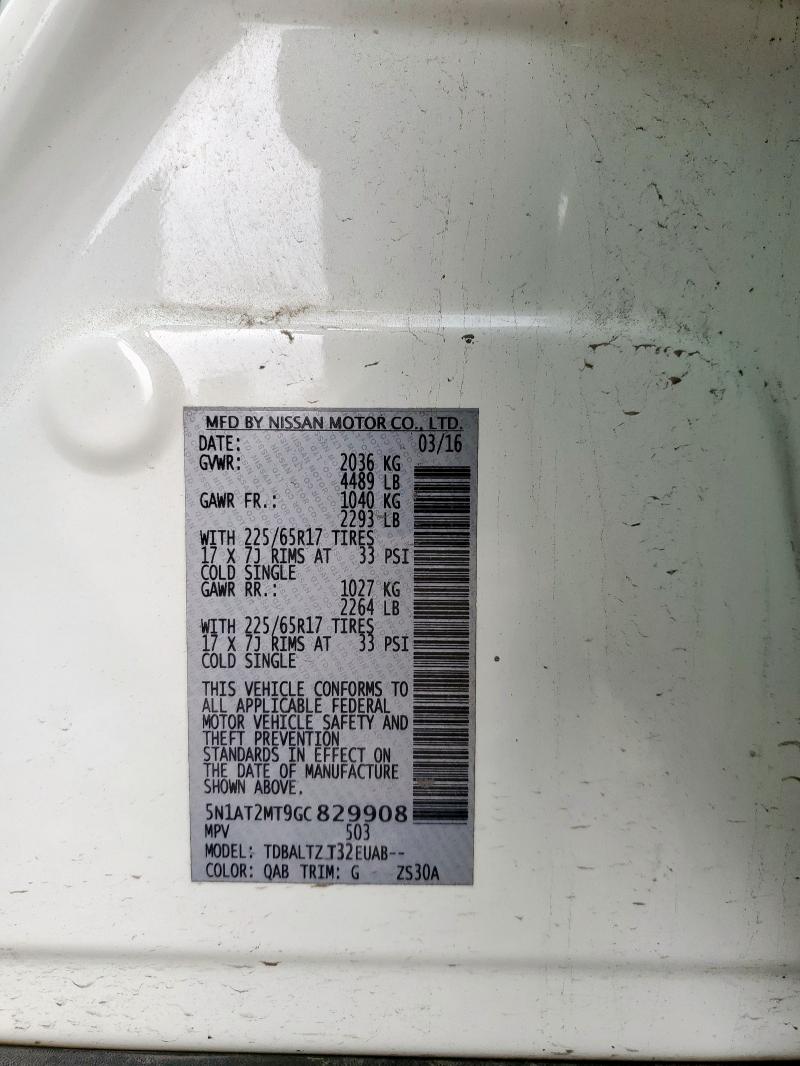 MFD BY NISSAN MOTOR CO., LTD.
DATE: 03/16
GVWR: 2036 KG
4489 LB
GAWR FR.: 1040 KG
2293 LB
WITH 225/65R17 TIRES
17 X 7J RIMS AT 33 PSI
COLD SINGLE
GAWR RR.: 1027 KG
2264 LB
WITH 225/65R17 TIRES
17 X 7J RIMS AT 33 PSI
COLD SINGLE
THIS VEHICLE CONFORMS TO
ALL APPLICABLE FEDERAL
MOTOR VEHICLE SAFETY AND
THEFT PREVENTION
STANDARDS IN EFFECT ON
THE DATE OF MANUFACTURE
SHOWN ABOVE.
5N1AT2MT9GC829908
MPV 503
MODEL: TDBALTZ T32EUAB--
COLOR: QAB TRIM: G ZS30A